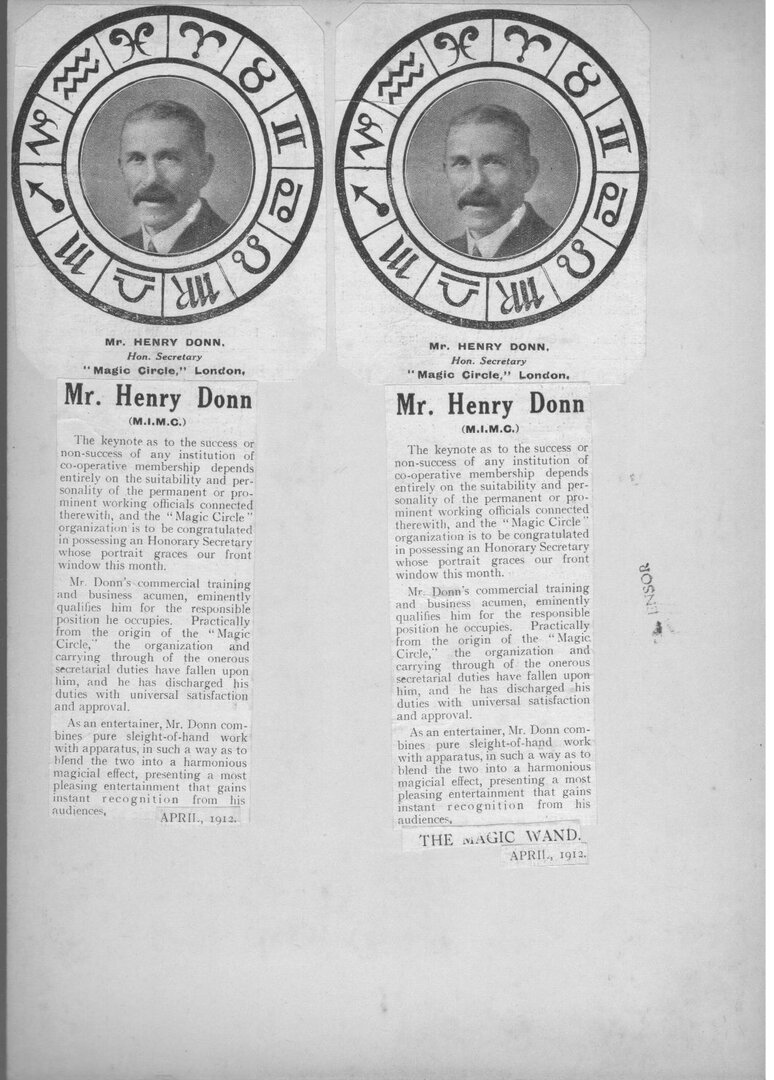 Mr. HENRY DONN.
Hon. Secretary
"Magic Circle," London.
Mr. Henry Donn
(M.I.M.C.)
The keynote as to the success or
non-success of any institution of
co-operative membership depends
entirely on the suitability and per-
sonality of the permanent or pro-
minent working officials connected
therewith, and the "Magic Circle"
organization is to be congratulated
in possessing an Honorary Secretary
whose portrait graces our front
window this month.
Mr. Donn's commercial training
and business acumen, eminently
qualifies him for the responsible
position he occupies. Practically
from the origin of the "Magic
Circle," the organization and
carrying through of the onerous
secretarial duties have fallen upon
him, and he has discharged his
duties with universal satisfaction
and approval.
As an entertainer, Mr. Donn com-
bines pure sleight-of-hand work
with apparatus, in such a way as to
blend the two into a harmonious
magicial effect, presenting a most
pleasing entertainment that gains
instant recognition from his
audiences.
APRIL, 1912.
Mr. HENRY DONN.
Hon. Secretary
"Magic Circle," London.
Mr. Henry Donn
(M.I.M.C.)
The keynote as to the success or
non-success of any institution of
co-operative membership depends
entirely on the suitability and per-
sonality of the permanent or pro-
minent working officials connected
therewith, and the "Magic Circle"
organization is to be congratulated
in possessing an Honorary Secretary
whose portrait graces our front
window this month.
Mr. Donn's commercial training
and business acumen, eminently
qualifies him for the responsible
position he occupies. Practically
from the origin of the "Magic
Circle," the organization and
carrying through of the onerous
secretarial duties have fallen upon
him, and he has discharged his
duties with universal satisfaction
and approval.
As an entertainer, Mr. Donn com-
bines pure sleight-of-hand work
with apparatus, in such a way as to
blend the two into a harmonious
magicial effect, presenting a most
pleasing entertainment that gains
instant recognition from his
audiences.
THE MAGIC WAND.
APRIL, 1912.